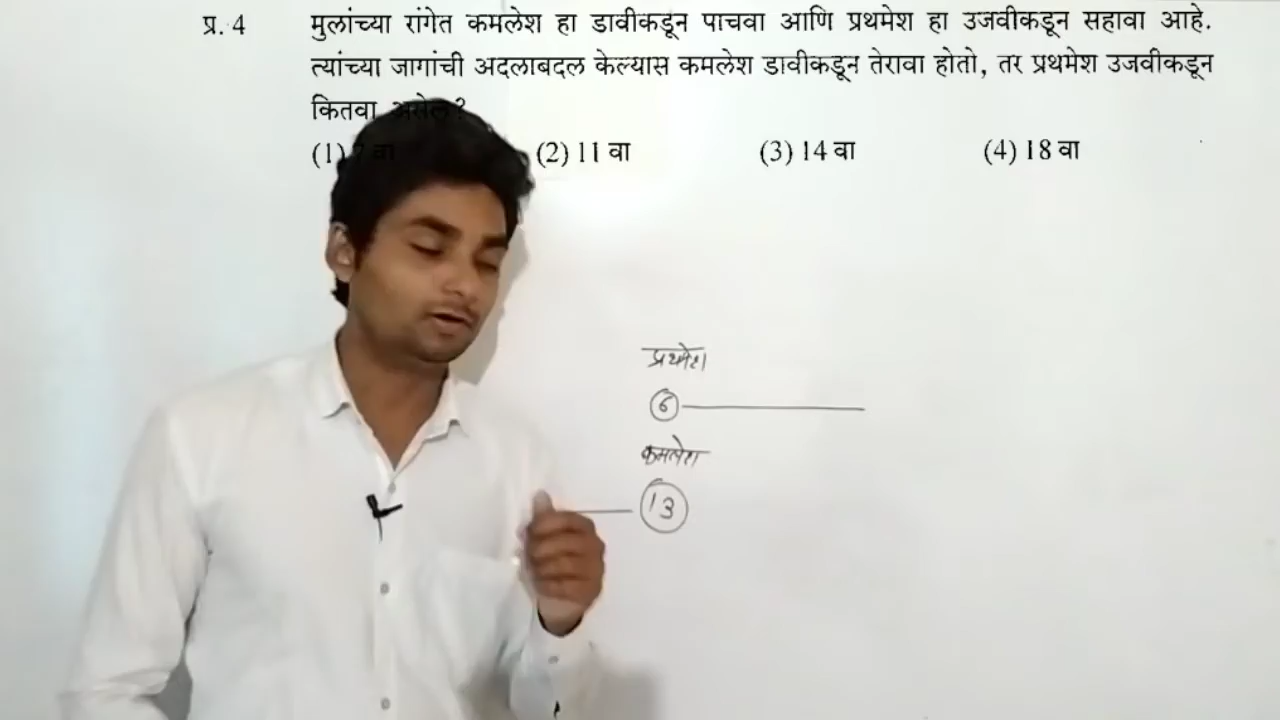 प्र. 4 मुलांच्या रांगेत कमलेश हा डावीकडून पाचवा आणि प्रथमेश हा उजवीकडून सहावा आहे.
त्यांच्या जागांची अदलाबदल केल्यास कमलेश डावीकडून तेरावा होतो, तर प्रथमेश उजवीकडून
कितवा असेल?
(1) वा (2) 11 वा (3) 14 वा (4) 18 वा
प्रथमेश
6
कमलेश
13